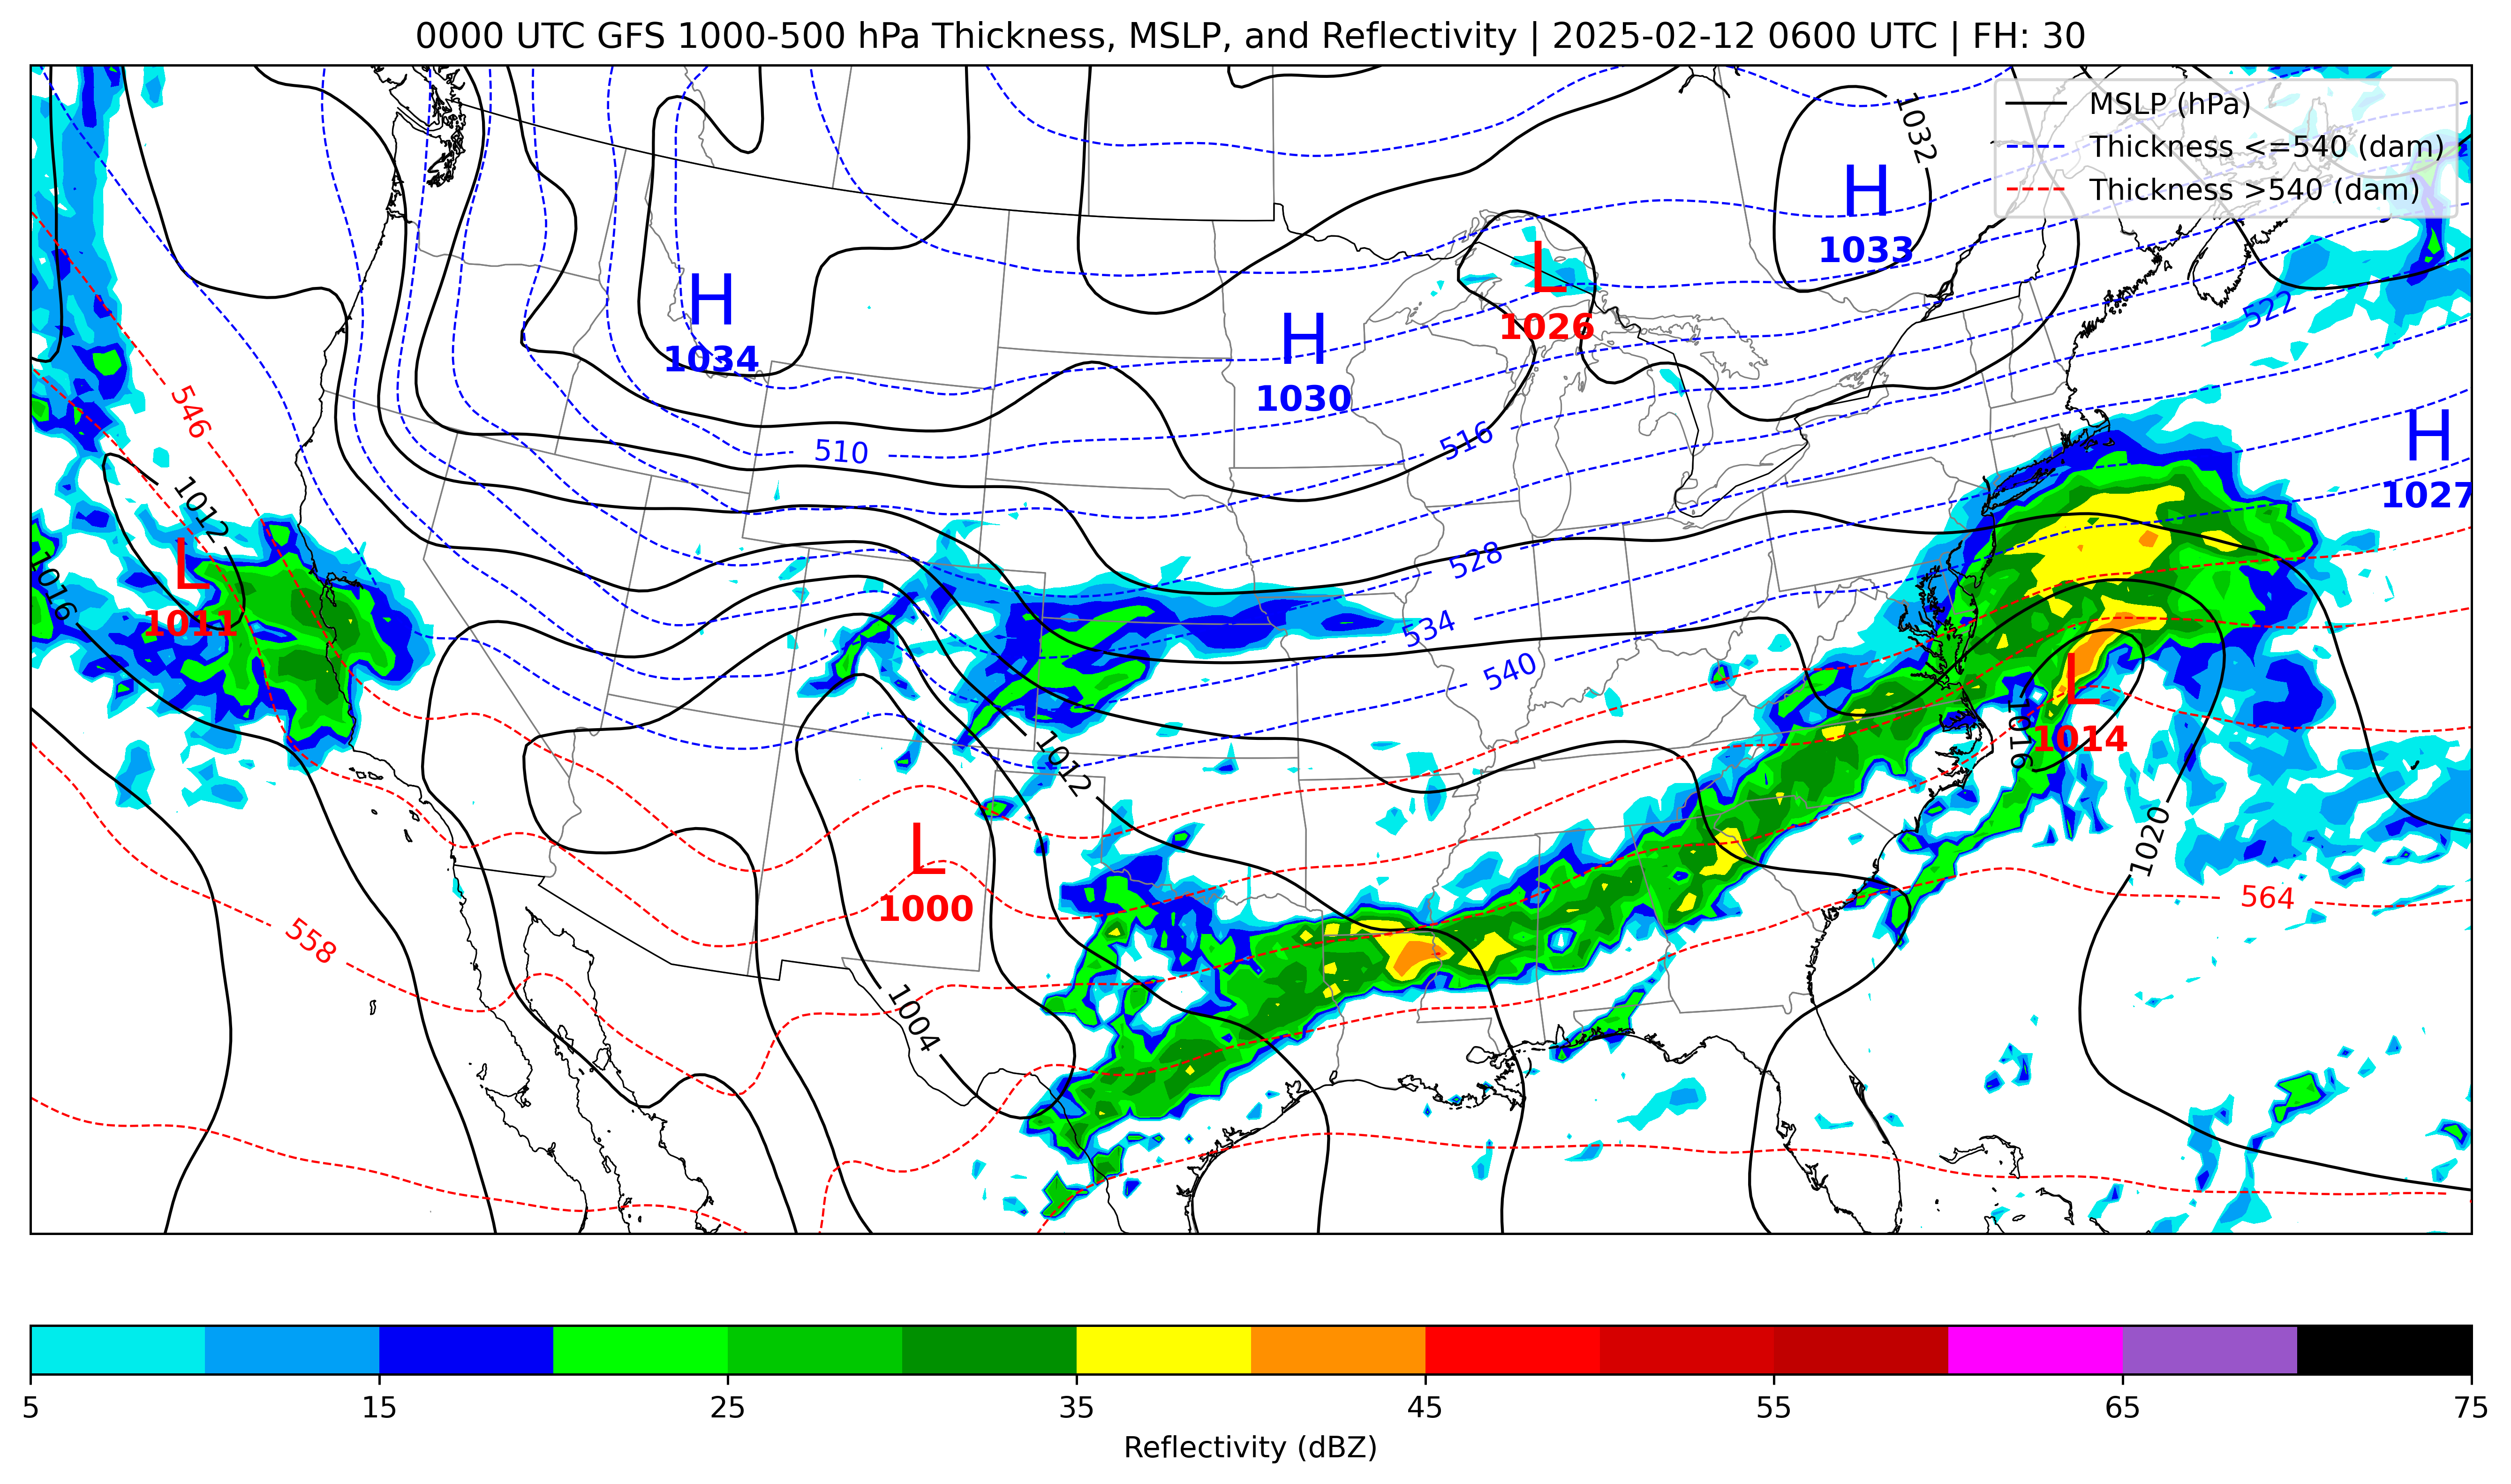 0000 UTC GFS 1000-500 hPa Thickness, MSLP, and Reflectivity | 2025-02-12 0600 UTC | FH: 30
MSLP (hPa)
Thickness <=540 (dam)
Thickness >540 (dam)
1032
H
1033
L
1026
H
1034
H
1030
522
546
510
516
H
1027
1012
L
1011
1016
528
534
540
L
1014
1016
1012
1020
L
1000
564
558
1004
5
15
25
35
45
55
65
75
Reflectivity (dBZ)